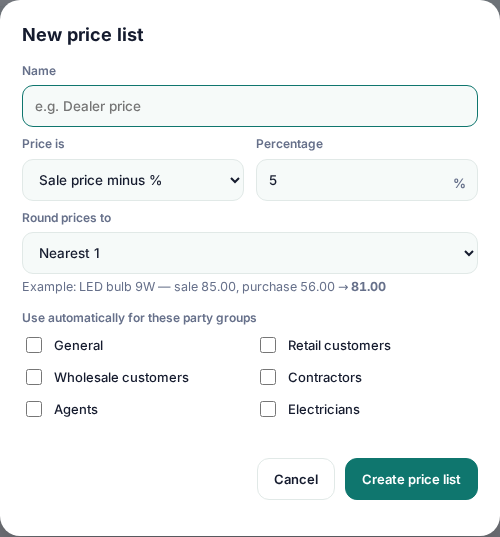 New price list
Name
e.g. Dealer price
Price is
Percentage
Sale price minus %
5
%
Round prices to
Nearest 1
Example: LED bulb 9W — sale 85.00, purchase 56.00 → 81.00
Use automatically for these party groups
General
Retail customers
Wholesale customers
Contractors
Agents
Electricians
Cancel
Create price list